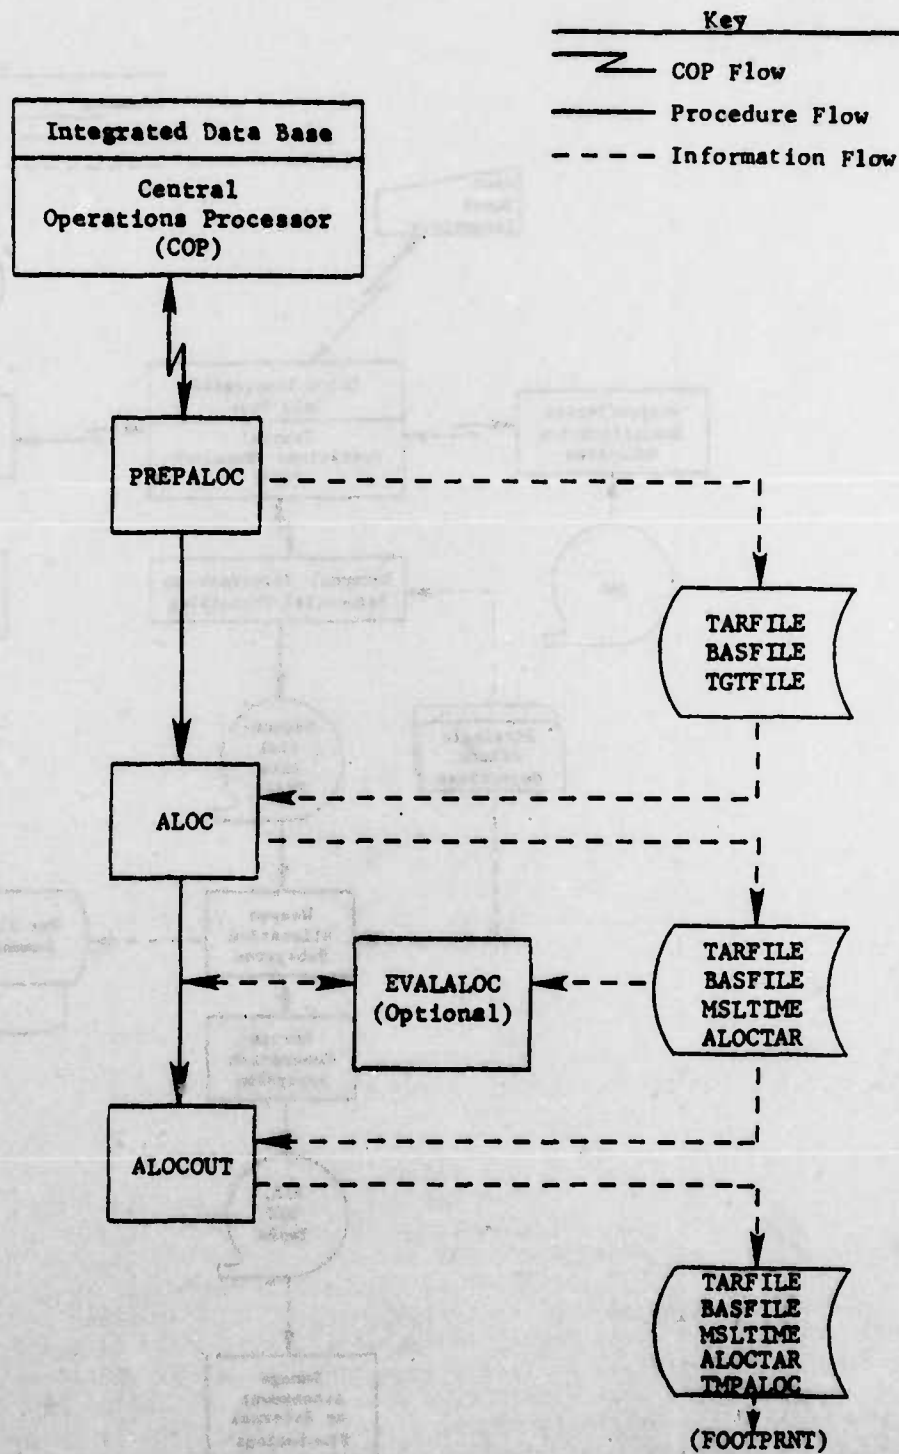 Key
COP Flow
Procedure Flow
Information Flow
Integrated Data Base
Central
Operations Processor
(COP)
PREPALOC
TARFILE
BASFILE
TGTFILE
ALOC
EVALALOC
(Optional)
TARFILE
BASFILE
MSLTIME
ALOCTAR
ALOCOUT
TARFILE
BASFILE
MSLTIME
ALOCTAR
TMPALOC
(FOOTPRNT)